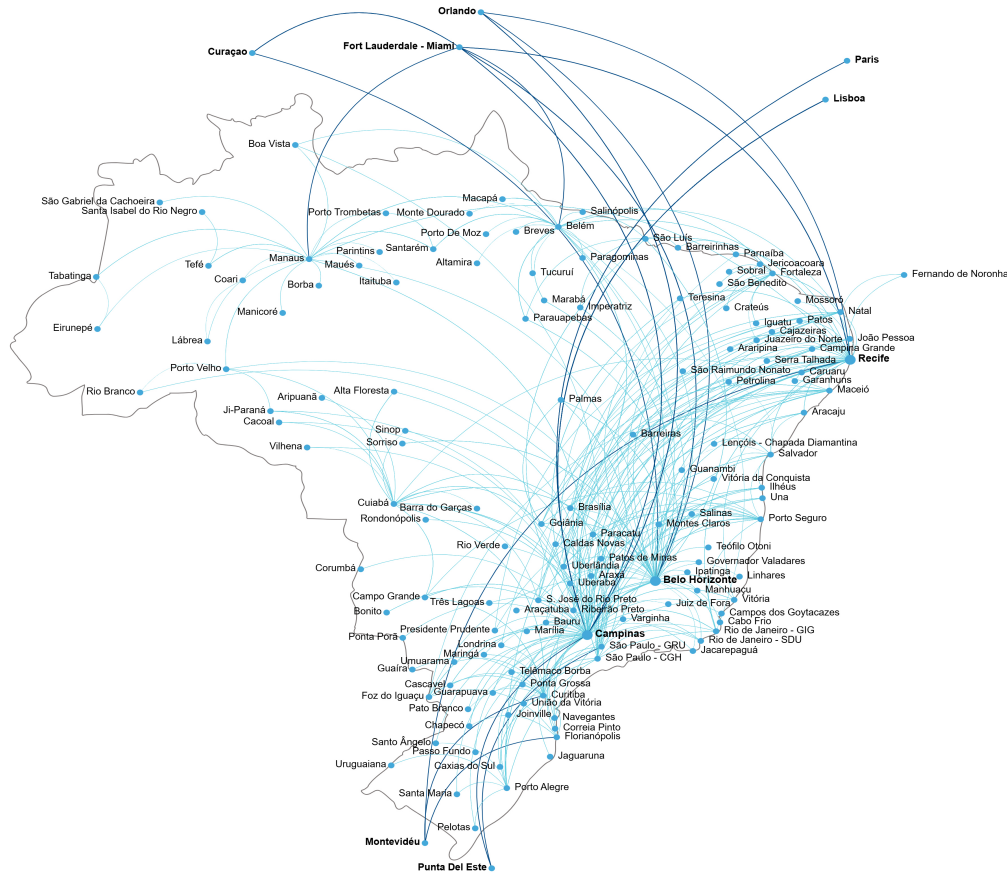 Orlando
Fort Lauderdale - Miami
Curaçao
Paris
Lisboa
Boa Vista
São Gabriel da Cachoeira
Santa Isabel do Rio Negro
Macapá
Porto Trombetas
Monte Dourado
Salinópolis
Belém
Breves
Porto De Moz
São Luís
Barreirinhas
Parintins
Santarém
Manaus
Maués
Altamira
Paragominas
Parnaíba
Jericoacoara
Tefé
Sobral
Fortaleza
Tabatinga
Coari
Borba
Itaituba
Tucuruí
São Benedito
Fernando de Noronha
Marabá
Imperatriz
Teresina
Crateús
Mossoró
Manicoré
Parauapebas
Natal
Eirunepé
Iguatu
Patos
Cajazeiras
Lábrea
Juazeiro do Norte
João Pessoa
Araripina
Campina Grande
Serra Talhada
Recife
Porto Velho
São Raimundo Nonato
Caruaru
Petrolina
Garanhuns
Rio Branco
Alta Floresta
Aripuanã
Palmas
Maceió
Ji-Paraná
Aracaju
Cacoal
Sinop
Sorriso
Barreiras
Vilhena
Lençóis - Chapada Diamantina
Salvador
Guanambi
Vitória da Conquista
Ilhéus
Una
Cuiabá
Barra do Garças
Brasília
Rondonópolis
Goiânia
Salinas
Montes Claros
Porto Seguro
Paracatu
Rio Verde
Caldas Novas
Teófilo Otoni
Patos de Minas
Governador Valadares
Corumbá
Uberlândia
Araxá
Ipatinga
Linhares
Uberaba
Belo Horizonte
Manhuaçu
Campo Grande
Três Lagoas
S. José do Rio Preto
Juiz de Fora
Vitória
Bonito
Araçatuba
Ribeirão Preto
Campos dos Goytacazes
Bauru
Varginha
Cabo Frio
Presidente Prudente
Marília
Campinas
Rio de Janeiro - GIG
Ponta Porã
Rio de Janeiro - SDU
Londrina
São Paulo - GRU
Jacarepaguá
Maringá
São Paulo - CGH
Umuarama
Guaíra
Telêmaco Borba
Cascavel
Ponta Grossa
Foz do Iguaçu
Guarapuava
Curitiba
União da Vitória
Pato Branco
Joinville
Navegantes
Chapecó
Correia Pinto
Florianópolis
Santo Ângelo
Passo Fundo
Jaguaruna
Uruguaiana
Caxias do Sul
Porto Alegre
Santa Maria
Pelotas
Montevidéu
Punta Del Este